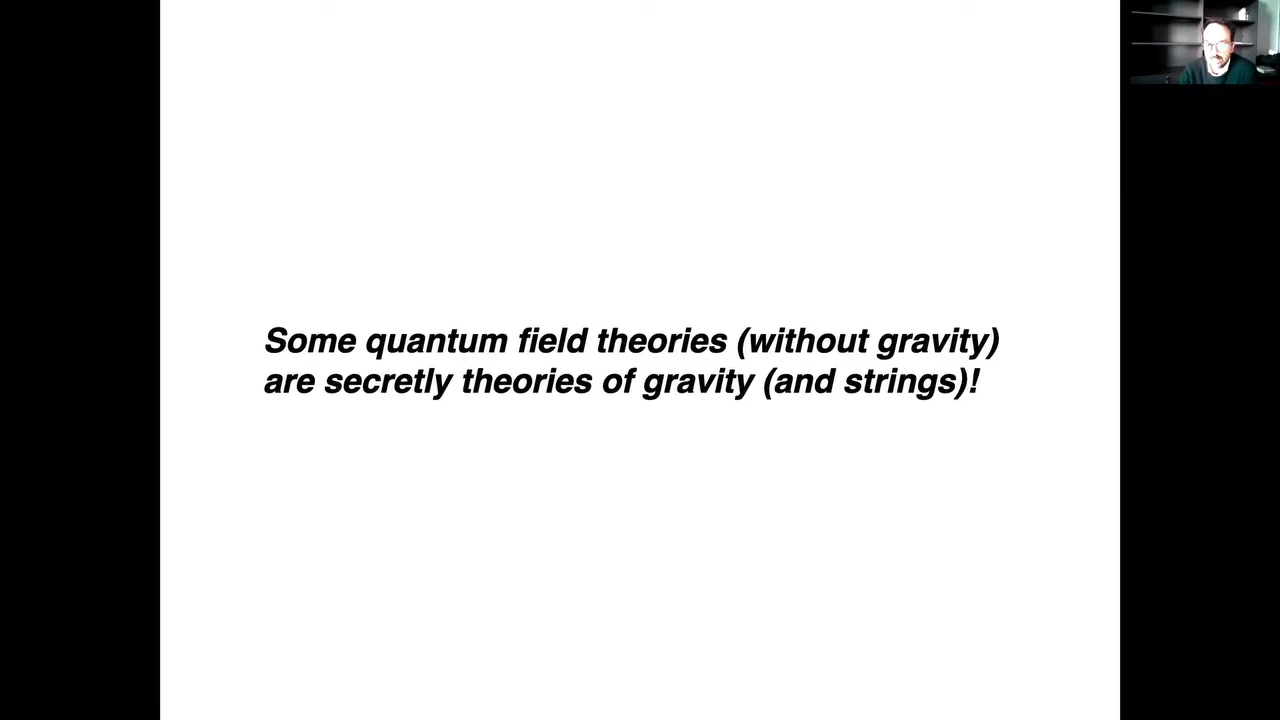 Some quantum field theories (without gravity)
are secretly theories of gravity (and strings)!